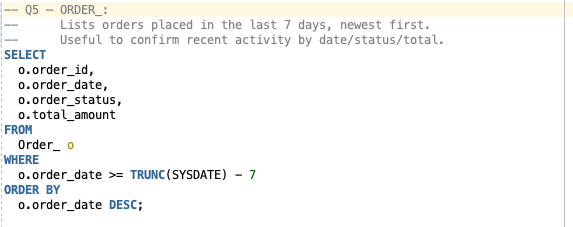 -- Q5 – ORDER_:
--      Lists orders placed in the last 7 days, newest first.
--      Useful to confirm recent activity by date/status/total.
SELECT
  o.order_id,
  o.order_date,
  o.order_status,
  o.total_amount
FROM
  Order_ o
WHERE
  o.order_date >= TRUNC(SYSDATE) - 7
ORDER BY
  o.order_date DESC;